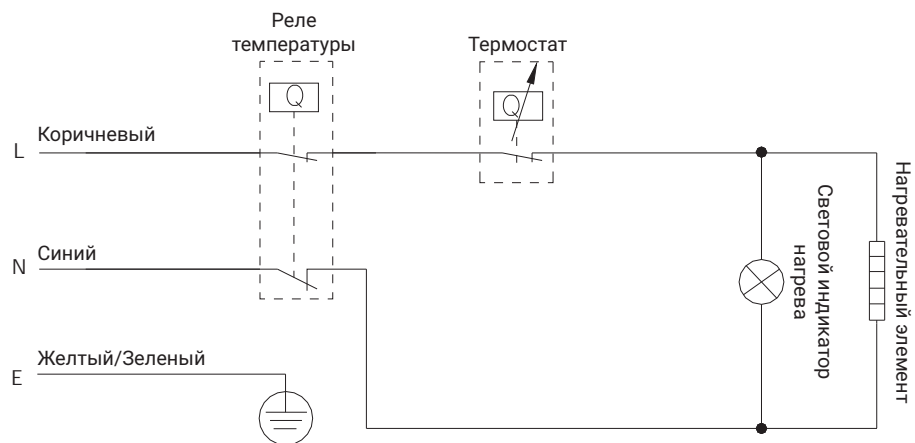 Реле
температуры
Термостат
Q
Q
L
Коричневый
N
Синий
E
Желтый/Зеленый
Световой индикатор
нагрева
Нагревательный элемент